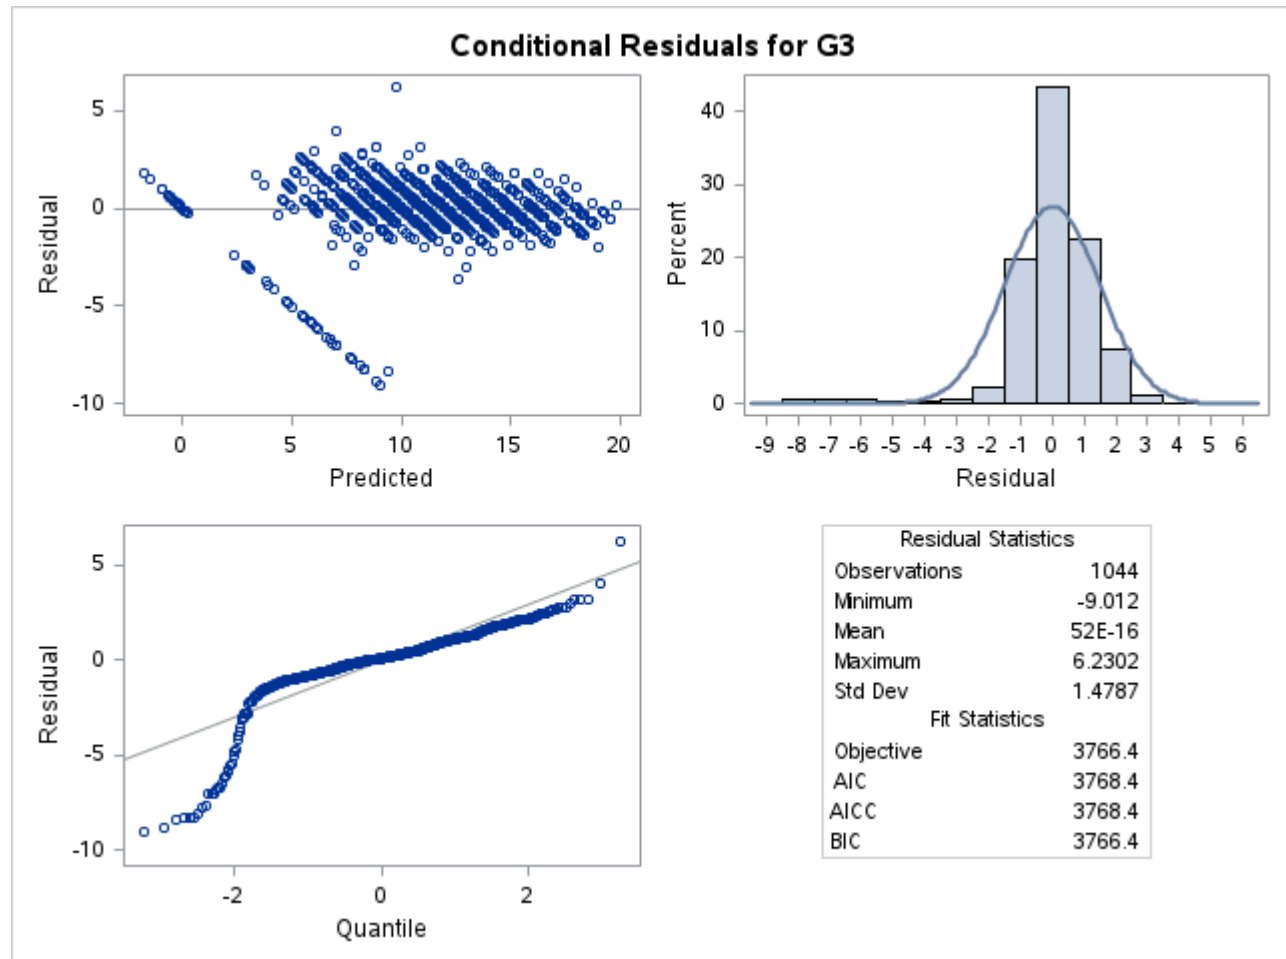 Conditional Residuals for G3
5
0
-5
-10
Residual
0 5 10 15 20
Predicted
40
30
20
10
0
Percent
-9 -8 -7 -6 -5 -4 -3 -2 -1 0 1 2 3 4 5 6
Residual
5
0
-5
-10
Residual
-2 0 2
Quantile
Residual Statistics
Observations 1044
Minimum -9.012
Mean 52E-16
Maximum 6.2302
Std Dev 1.4787
Fit Statistics
Objective 3766.4
AIC 3768.4
AICC 3768.4
BIC 3766.4